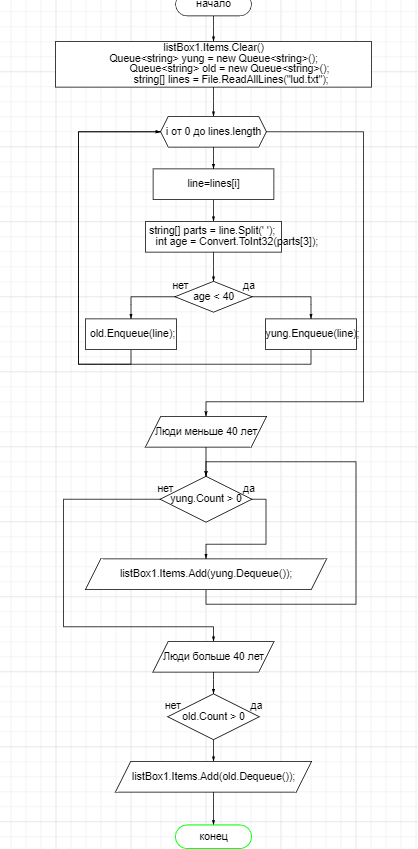 начало
listBox1.Items.Clear()
Queue<string> yung = new Queue<string>();
Queue<string> old = new Queue<string>();
string[] lines = File.ReadAllLines("lud.txt");
i от 0 до lines.length
line=lines[i]
string[] parts = line.Split(' ');
int age = Convert.ToInt32(parts[3]);
нет
да
age < 40
old.Enqueue(line);
yung.Enqueue(line);
Люди меньше 40 лет
нет
да
yung.Count > 0
listBox1.Items.Add(yung.Dequeue());
Люди больше 40 лет
нет
да
old.Count > 0
listBox1.Items.Add(old.Dequeue());
конец